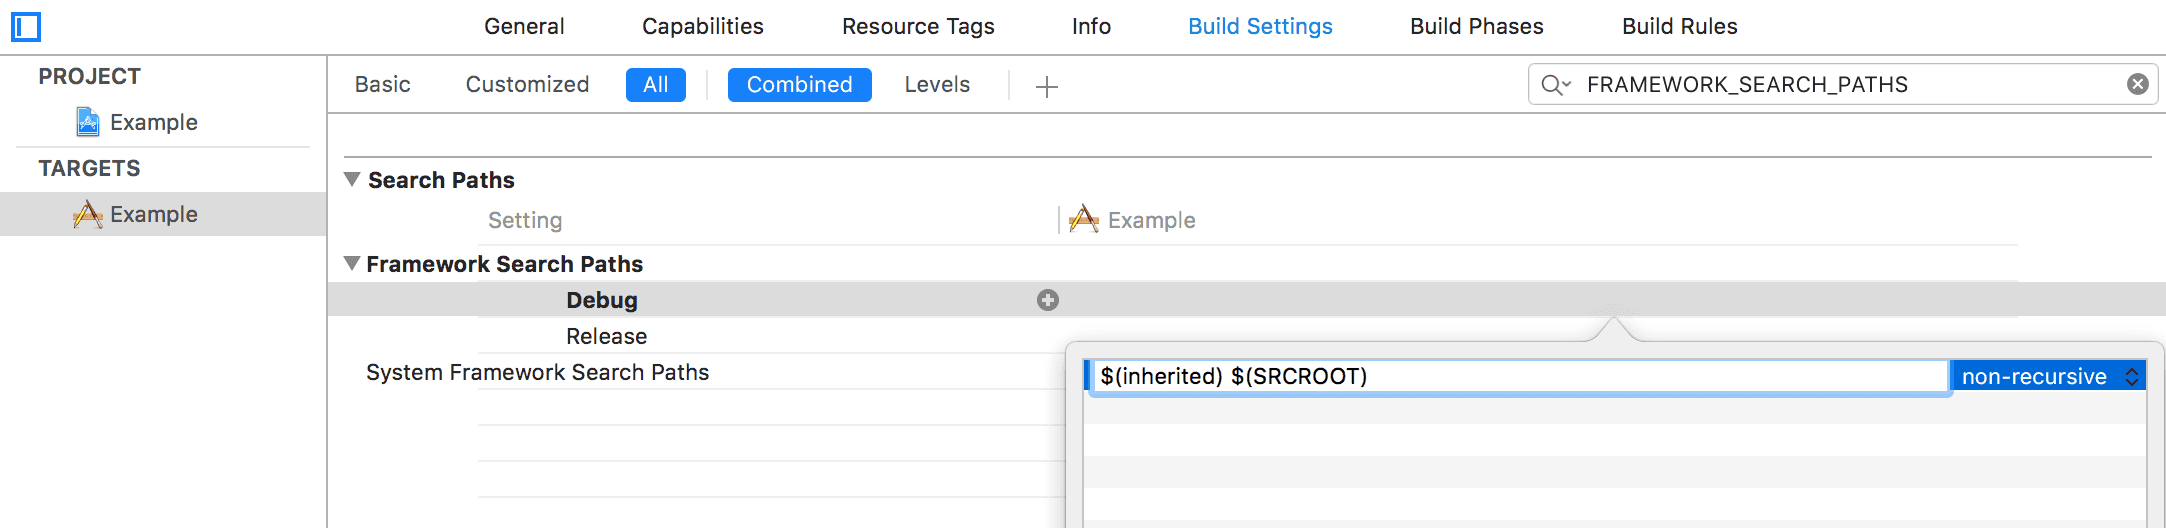 General Capabilities Resource Tags Info Build Settings Build Phases Build Rules
PROJECT
Example
TARGETS
Example
Basic Customized All Combined Levels FRAMEWORK_SEARCH_PATHS
Search Paths
Setting Example
Framework Search Paths
Debug
Release
System Framework Search Paths
$(inherited) $(SRCROOT) non-recursive